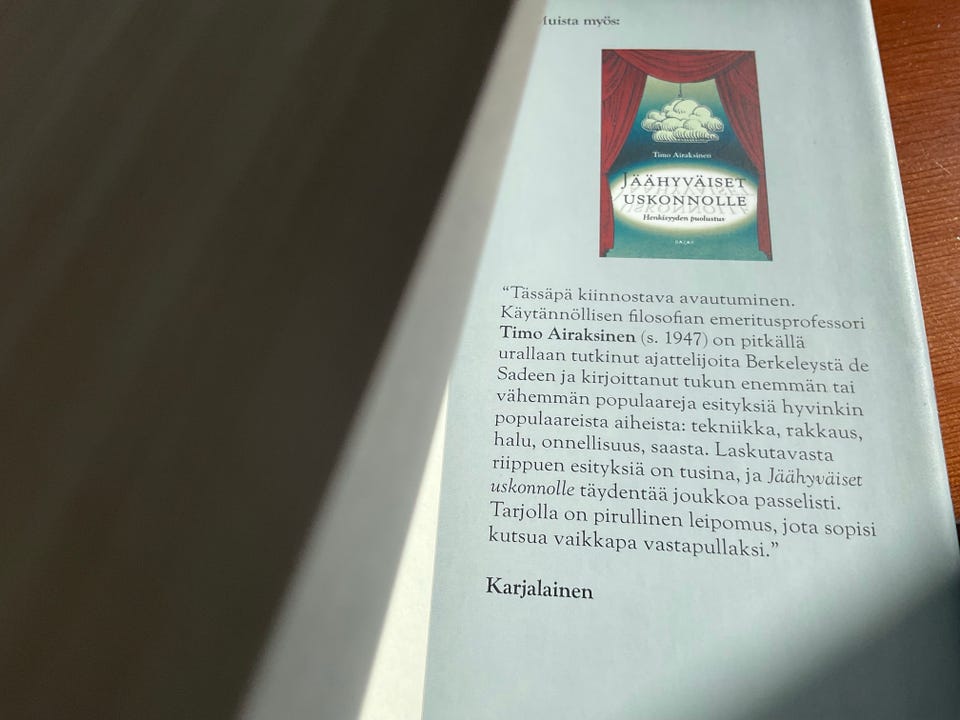 Muista myös:
Timo Airaksinen
JÄÄHYVÄISET
USKONNOLLE
Henkisyyden puolustus
BAZAR
“Tässäpä kiinnostava avautuminen.
Käytännöllisen filosofian emeritusprofessori
Timo Airaksinen (s. 1947) on pitkällä
urallaan tutkinut ajattelijoita Berkeleystä de
Sadeen ja kirjoittanut tukun enemmän tai
vähemmän populaareja esityksiä hyvinkin
populaareista aiheista: tekniikka, rakkaus,
halu, onnellisuus, saasta. Laskutavasta
riippuen esityksiä on tusina, ja Jäähyväiset
uskonnolle täydentää joukkoa passelisti.
Tarjolla on pirullinen leipomus, jota sopisi
kutsua vaikkapa vastapullaksi.”
Karjalainen